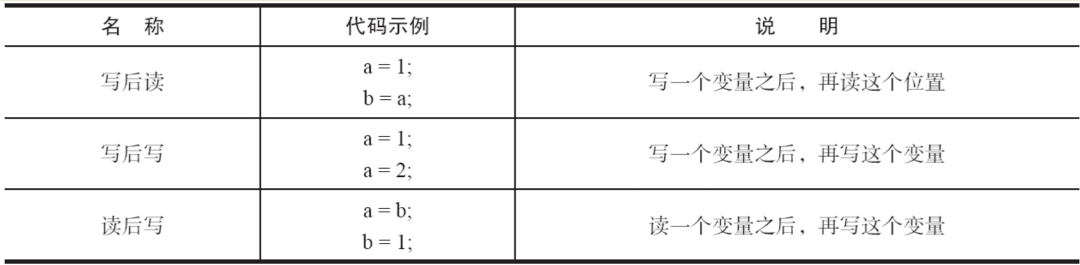 名 称 代码示例 说 明
写后读 a = 1; 写一个变量之后，再读这个位置
b = a;
写后写 a = 1; 写一个变量之后，再写这个变量
a = 2;
读后写 a = b; 读一个变量之后，再写这个变量
b = 1;